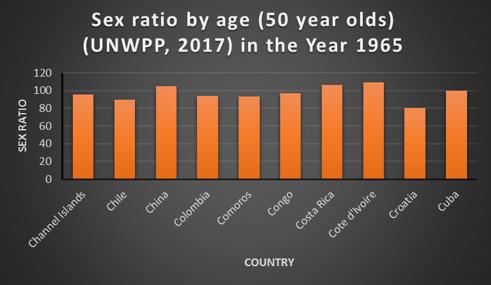 Sex ratio by age (50 year olds)
(UNWPP, 2017) in the Year 1965
SEX RATIO
120
100
80
60
40
20
0
Channel Islands
Chile
China
Colombia
Comoros
Congo
Costa Rica
Cote d'Ivoire
Croatia
Cuba
COUNTRY